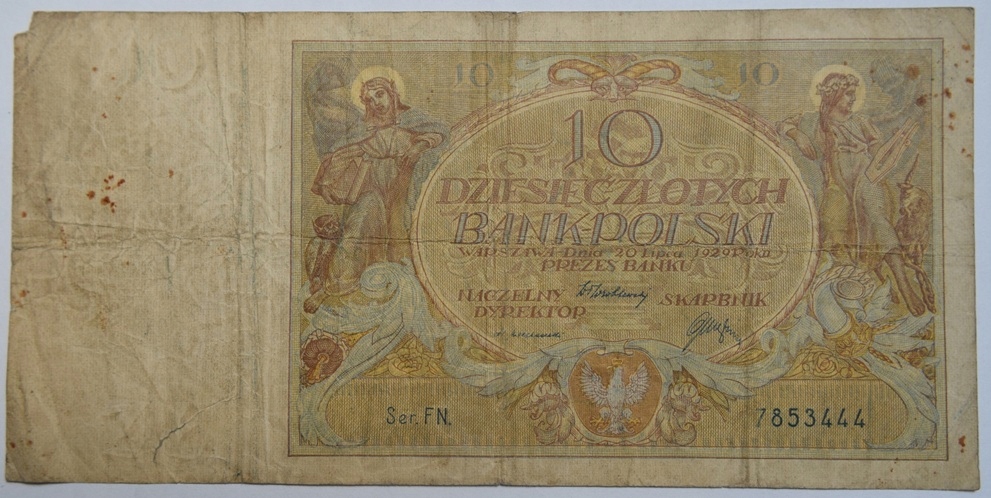 10 10
10
DZIESIĘĆ ZŁOTYCH
BANK POLSKI
WARSZAWA Dnia 20 Lipca 1929 Roku
PREZES BANKU
NACZELNY SKARBNIK
DYREKTOR
Ser. FN. 7853444